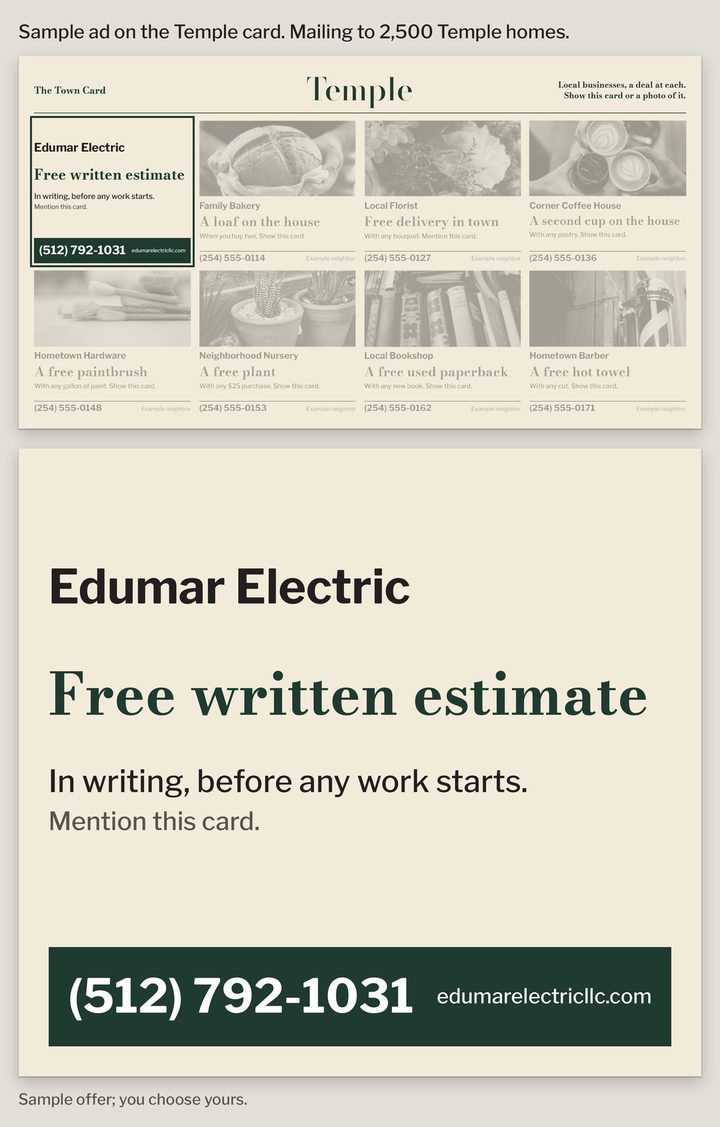 Sample ad on the Temple card. Mailing to 2,500 Temple homes.
The Town Card
Temple
Local businesses, a deal at each.
Show this card or a photo of it.
Edumar Electric
Free written estimate
In writing, before any work starts.
Mention this card.
(512) 792-1031 edumarelectricllc.com
Family Bakery
A loaf on the house
When you buy two. Show this card.
(254) 555-0114 Example neighbor
Local Florist
Free delivery in town
With any bouquet. Mention this card.
(254) 555-0127 Example neighbor
Corner Coffee House
A second cup on the house
With any pastry. Show this card.
(254) 555-0136 Example neighbor
Hometown Hardware
A free paintbrush
With any gallon of paint. Show this card.
(254) 555-0148 Example neighbor
Neighborhood Nursery
A free plant
With any $25 purchase. Show this card.
(254) 555-0153 Example neighbor
Local Bookshop
A free used paperback
With any new book. Show this card.
(254) 555-0162 Example neighbor
Hometown Barber
A free hot towel
With any cut. Show this card.
(254) 555-0171 Example neighbor
Edumar Electric
Free written estimate
In writing, before any work starts.
Mention this card.
(512) 792-1031 edumarelectricllc.com
Sample offer; you choose yours.